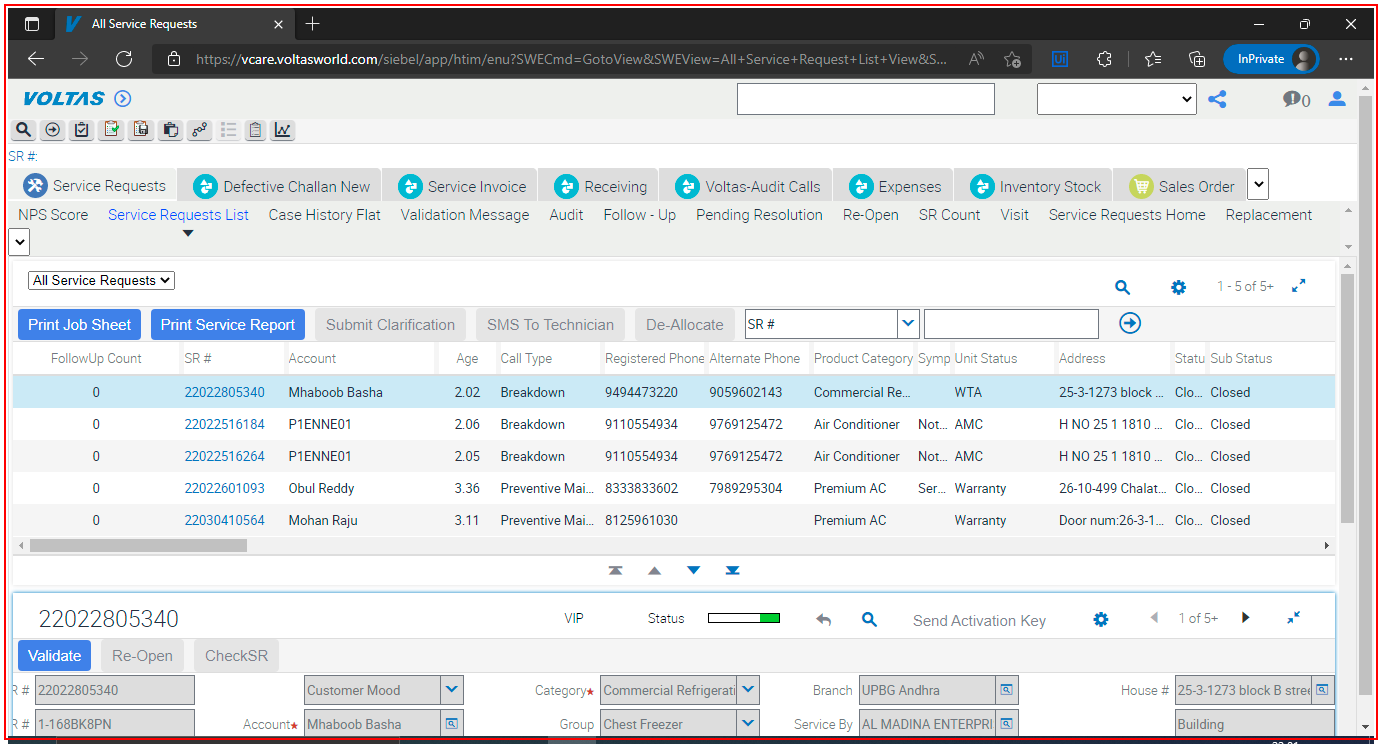 All Service Requests
https://vcare.voltasworld.com/siebel/app/htim/enu?SWECmd=GotoView&SWEView=All+Service+Request+List+View&S... InPrivate
VOLTAS 0
SR #:
Service Requests Defective Challan New Service Invoice Receiving Voltas-Audit Calls Expenses Inventory Stock Sales Order
NPS Score Service Requests List Case History Flat Validation Message Audit Follow - Up Pending Resolution Re-Open SR Count Visit Service Requests Home Replacement
All Service Requests 1 - 5 of 5+
Print Job Sheet Print Service Report Submit Clarification SMS To Technician De-Allocate SR #
FollowUp Count SR # Account Age Call Type Registered Phone Alternate Phone Product Category Symp Unit Status Address Statu Sub Status
0 22022805340 Mhaboob Basha 2.02 Breakdown 9494473220 9059602143 Commercial Re... WTA 25-3-1273 block ... Clo... Closed
0 22022516184 P1ENNE01 2.06 Breakdown 9110554934 9769125472 Air Conditioner Not... AMC H NO 25 1 1810 ... Clo... Closed
0 22022516264 P1ENNE01 2.05 Breakdown 9110554934 9769125472 Air Conditioner Not... AMC H NO 25 1 1810 ... Clo... Closed
0 22022601093 Obul Reddy 3.36 Preventive Mai... 8333833602 7989295304 Premium AC Ser... Warranty 26-10-499 Chalat... Clo... Closed
0 22030410564 Mohan Raju 3.11 Preventive Mai... 8125961030 Premium AC Warranty Door num:26-3-1... Clo... Closed
22022805340 VIP Status Send Activation Key 1 of 5+
Validate Re-Open CheckSR
R # 22022805340 Customer Mood Category★ Commercial Refrigerati Branch UPBG Andhra House # 25-3-1273 block B stree
R # 1-168BK8PN Account★ Mhaboob Basha Group Chest Freezer Service By AL MADINA ENTERPRI Building